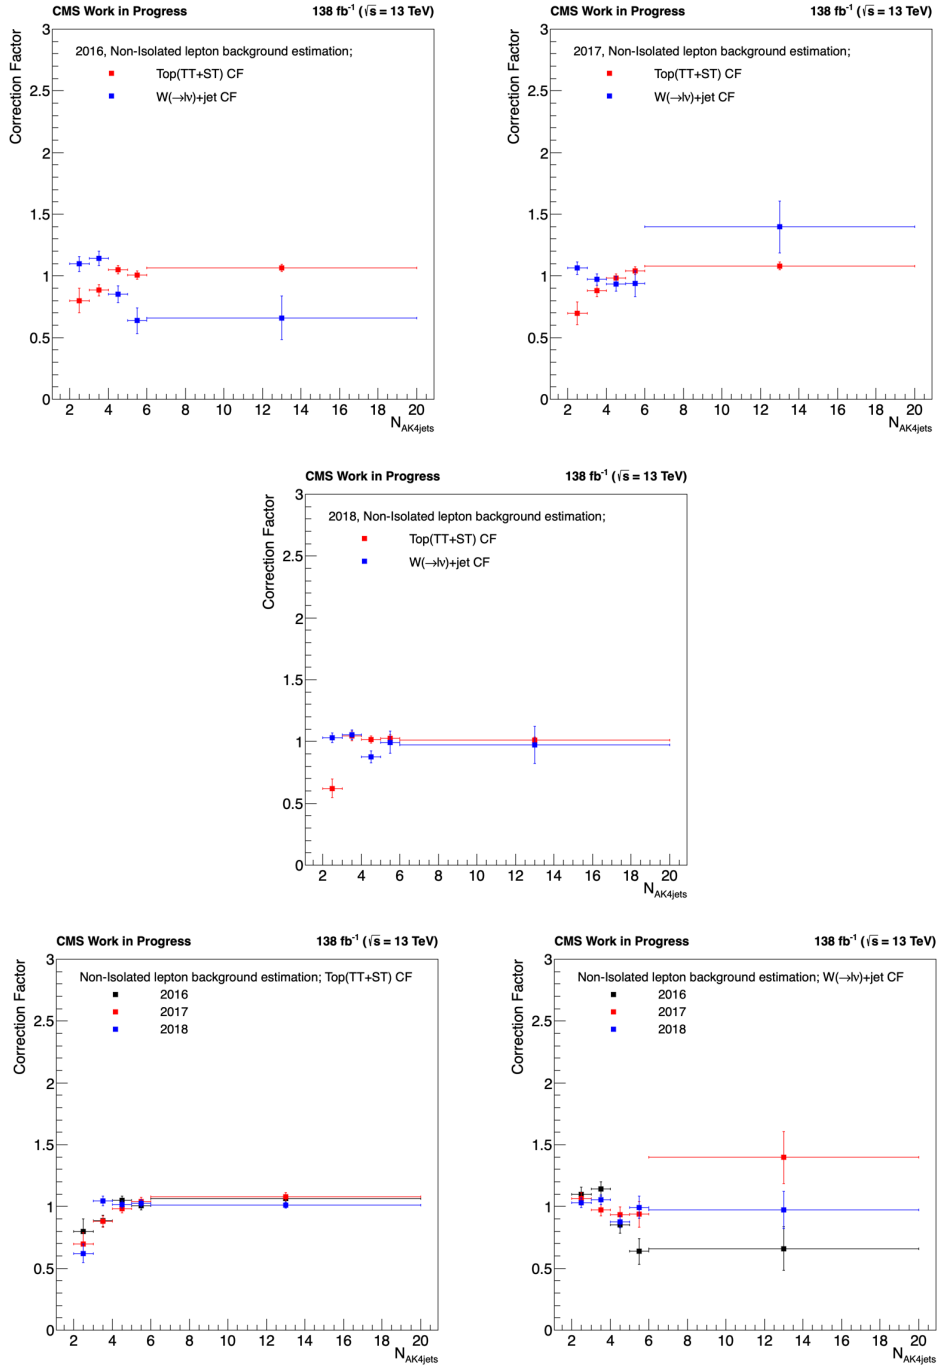 CMS Work in Progress 138 fb⁻¹ (√s = 13 TeV)
Correction Factor
2016, Non-Isolated lepton background estimation;
Top(TT+ST) CF
W(→lν)+jet CF
3
2.5
2
1.5
1
0.5
0
2 4 6 8 10 12 14 16 18 20
N_AK4jets
CMS Work in Progress 138 fb⁻¹ (√s = 13 TeV)
Correction Factor
2017, Non-Isolated lepton background estimation;
Top(TT+ST) CF
W(→lν)+jet CF
3
2.5
2
1.5
1
0.5
0
2 4 6 8 10 12 14 16 18 20
N_AK4jets
CMS Work in Progress 138 fb⁻¹ (√s = 13 TeV)
Correction Factor
2018, Non-Isolated lepton background estimation;
Top(TT+ST) CF
W(→lν)+jet CF
3
2.5
2
1.5
1
0.5
0
2 4 6 8 10 12 14 16 18 20
N_AK4jets
CMS Work in Progress 138 fb⁻¹ (√s = 13 TeV)
Correction Factor
Non-Isolated lepton background estimation; Top(TT+ST) CF
2016
2017
2018
3
2.5
2
1.5
1
0.5
0
2 4 6 8 10 12 14 16 18 20
N_AK4jets
CMS Work in Progress 138 fb⁻¹ (√s = 13 TeV)
Correction Factor
Non-Isolated lepton background estimation; W(→lν)+jet CF
2016
2017
2018
3
2.5
2
1.5
1
0.5
0
2 4 6 8 10 12 14 16 18 20
N_AK4jets